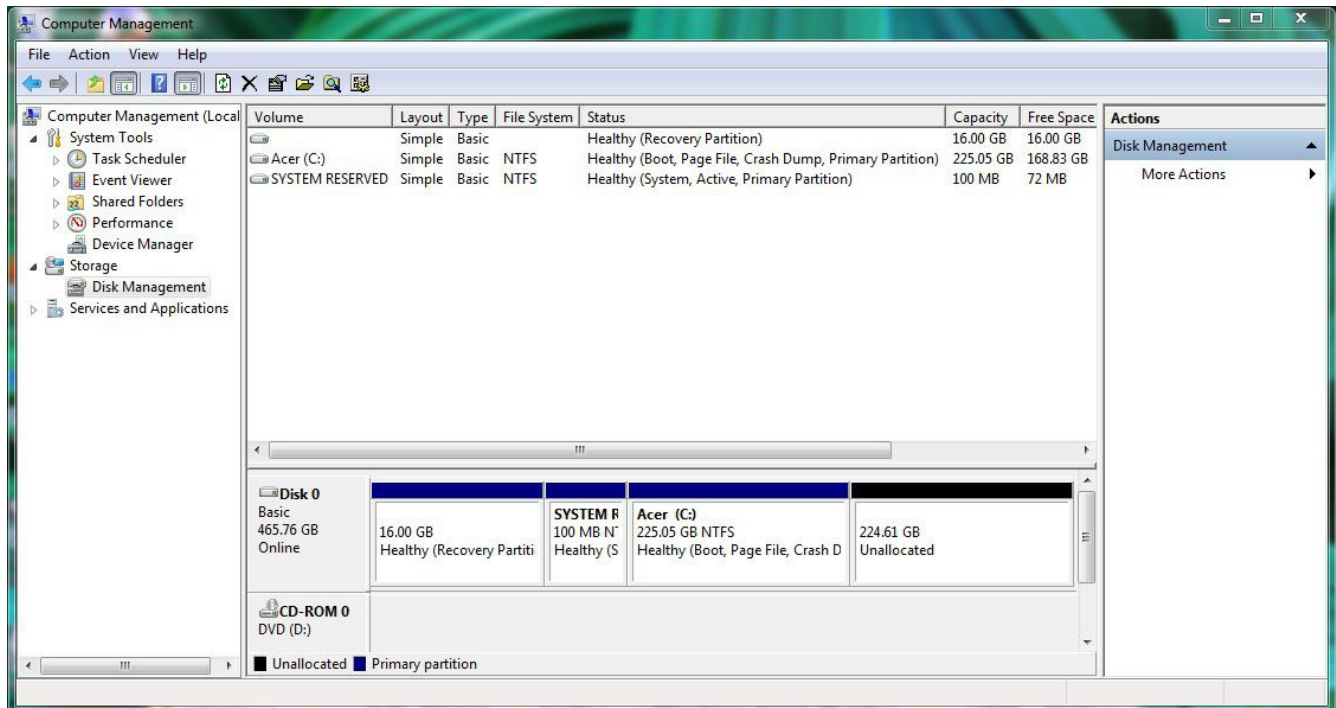 Computer Management
File Action View Help
Computer Management (Local
System Tools
Task Scheduler
Event Viewer
Shared Folders
Performance
Device Manager
Storage
Disk Management
Services and Applications
Volume Layout Type File System Status Capacity Free Space
Simple Basic Healthy (Recovery Partition) 16.00 GB 16.00 GB
Acer (C:) Simple Basic NTFS Healthy (Boot, Page File, Crash Dump, Primary Partition) 225.05 GB 168.83 GB
SYSTEM RESERVED Simple Basic NTFS Healthy (System, Active, Primary Partition) 100 MB 72 MB
Disk 0
Basic
465.76 GB
Online
16.00 GB
Healthy (Recovery Partiti
SYSTEM R
100 MB N
Healthy (S
Acer (C:)
225.05 GB NTFS
Healthy (Boot, Page File, Crash D
224.61 GB
Unallocated
CD-ROM 0
DVD (D:)
Unallocated Primary partition
Actions
Disk Management
More Actions